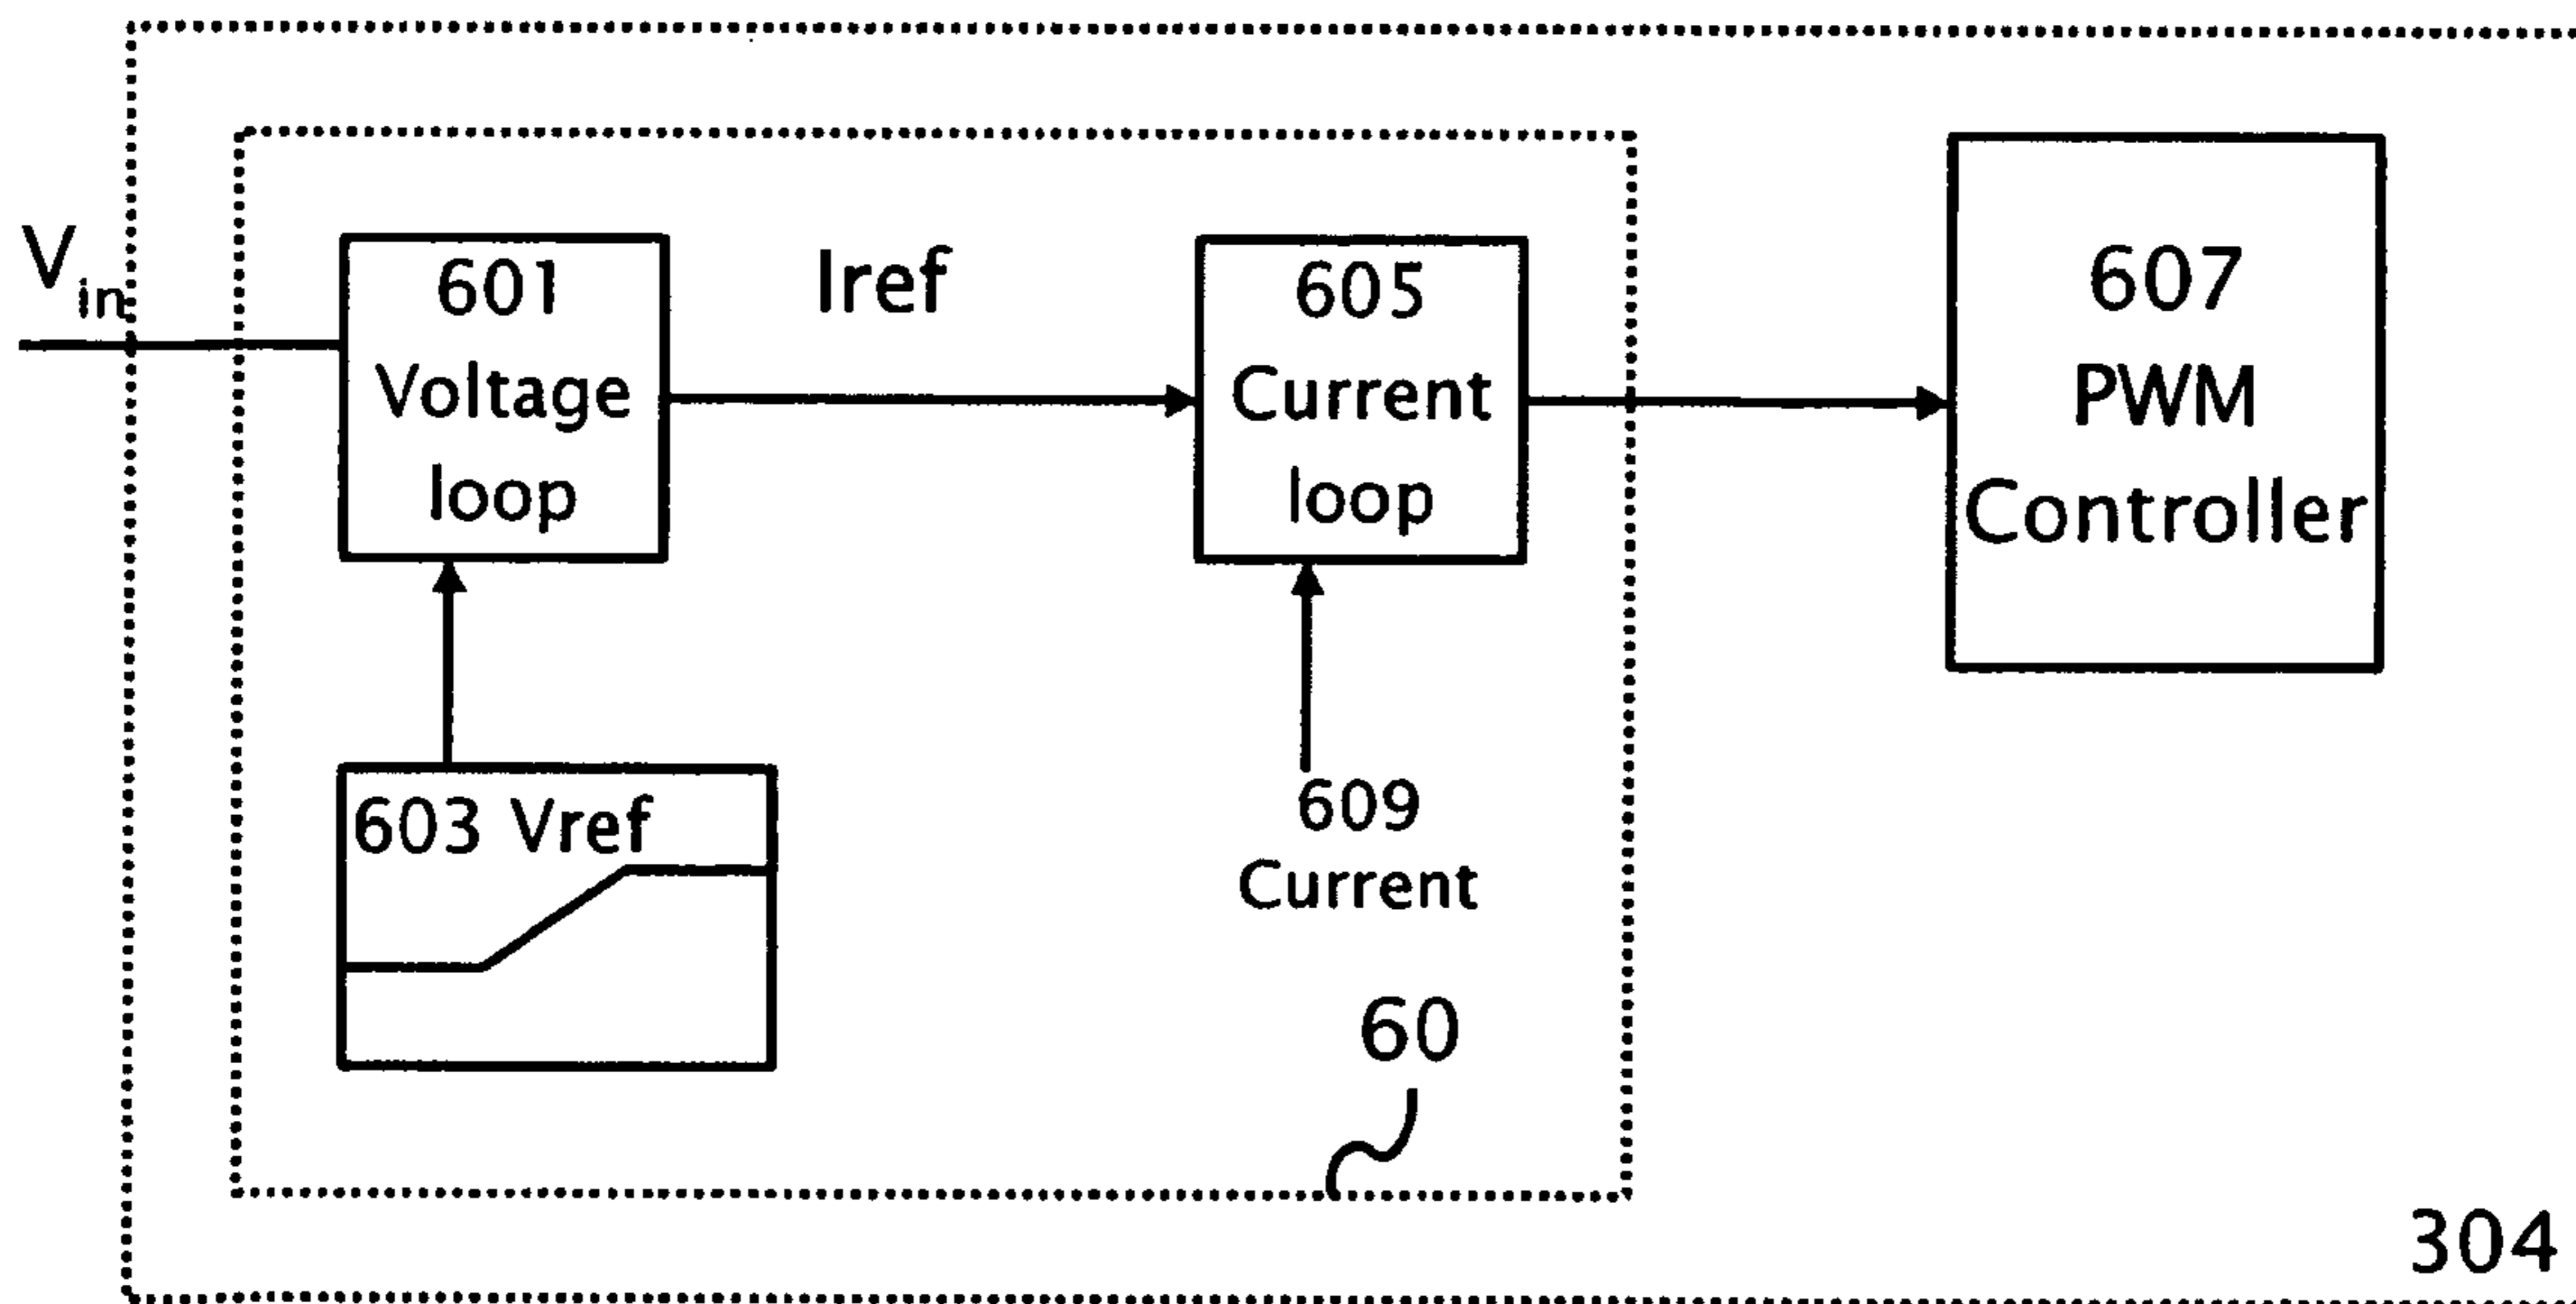 V_in
601
Voltage
loop
Iref
605
Current
loop
607
PWM
Controller
603 Vref
609
Current
60
304